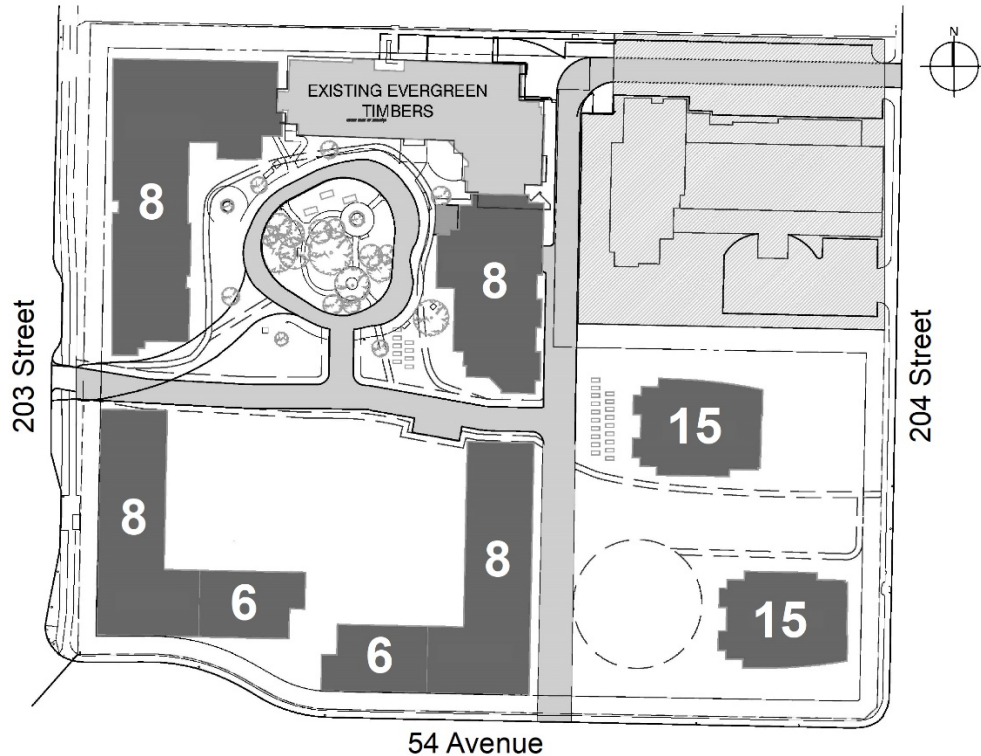 N
EXISTING EVERGREEN
TIMBERS
8
8
203 Street
204 Street
15
8
8
6
6
15
54 Avenue